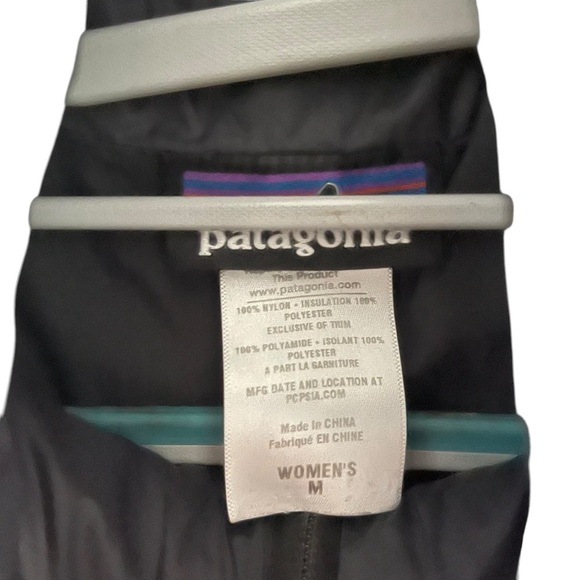 patagonia
This Product
www.patagonia.com
100% NYLON • INSULATION 100%
POLYESTER
EXCLUSIVE OF TRIM
100% POLYAMIDE • ISOLANT 100%
POLYESTER
A PART LA GARNITURE
MFG DATE AND LOCATION AT
PCPSIA.COM
Made in CHINA
Fabriqué EN CHINE
WOMEN'S
M